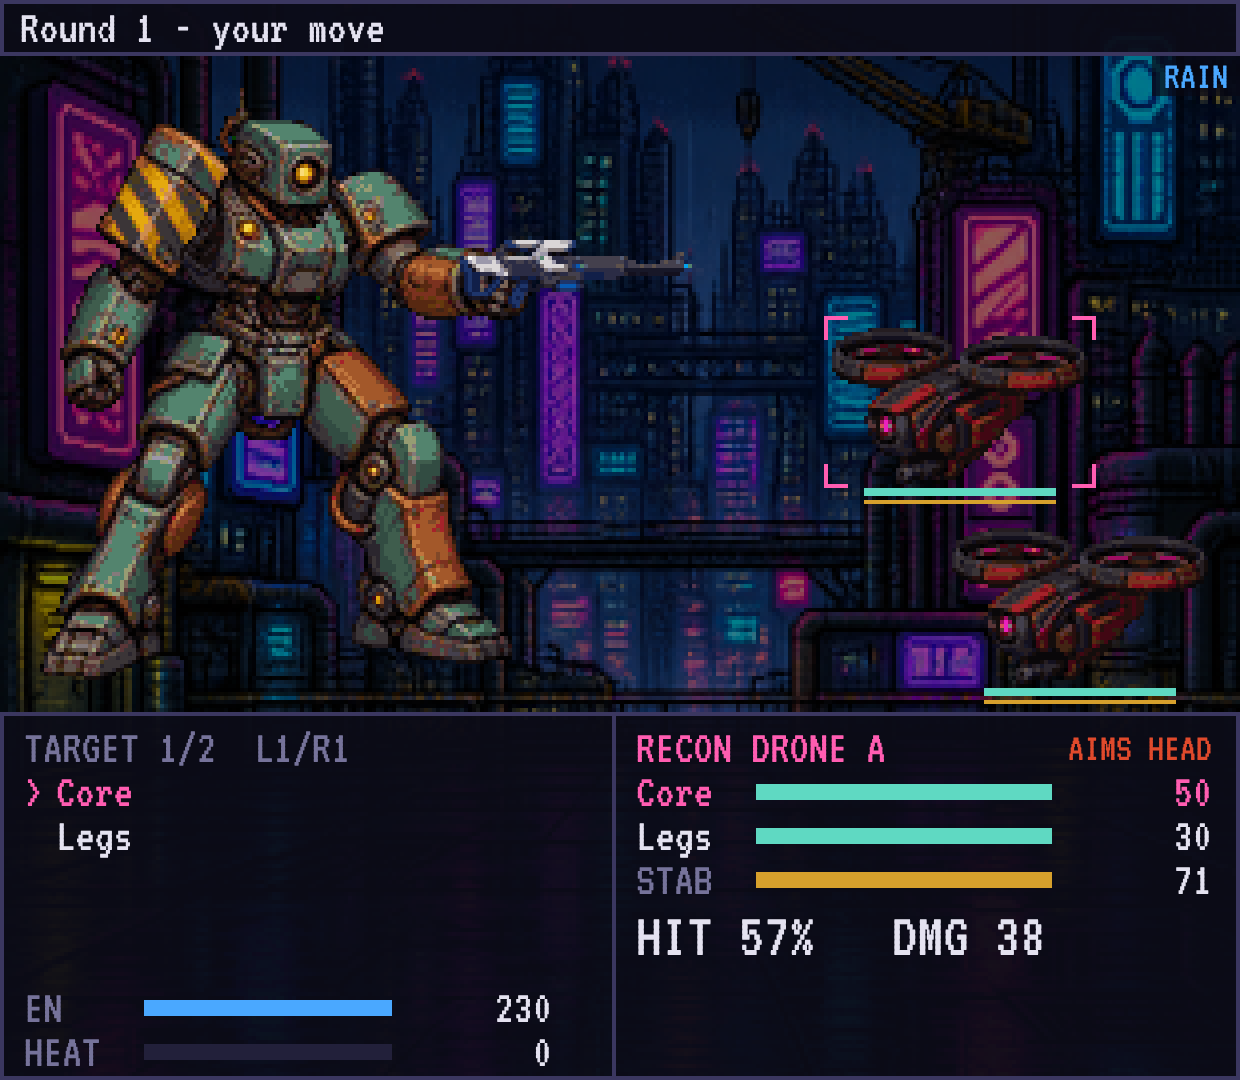 Round 1 - your move
RAIN
TARGET 1/2 L1/R1
> Core
Legs
EN 230
HEAT 0
RECON DRONE A AIMS HEAD
Core 50
Legs 30
STAB 71
HIT 57% DMG 38